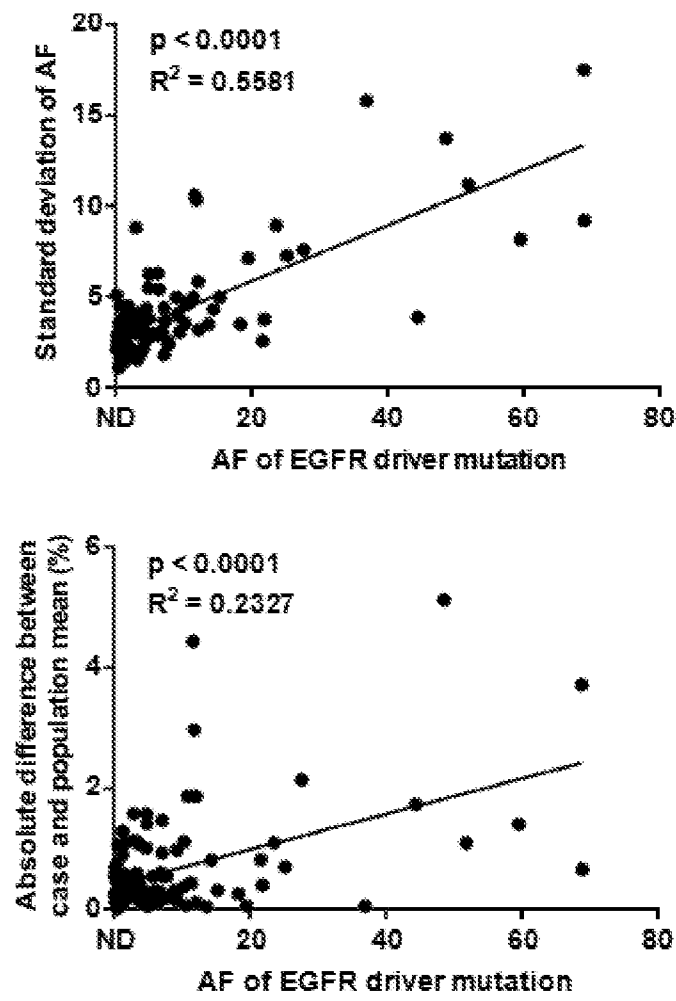 20
15
10
5
0
Standard deviation of AF
p < 0.0001
R² = 0.5581
ND 20 40 60 80
AF of EGFR driver mutation
6
4
2
0
Absolute difference between
case and population mean (%)
p < 0.0001
R² = 0.2327
ND 20 40 60 80
AF of EGFR driver mutation